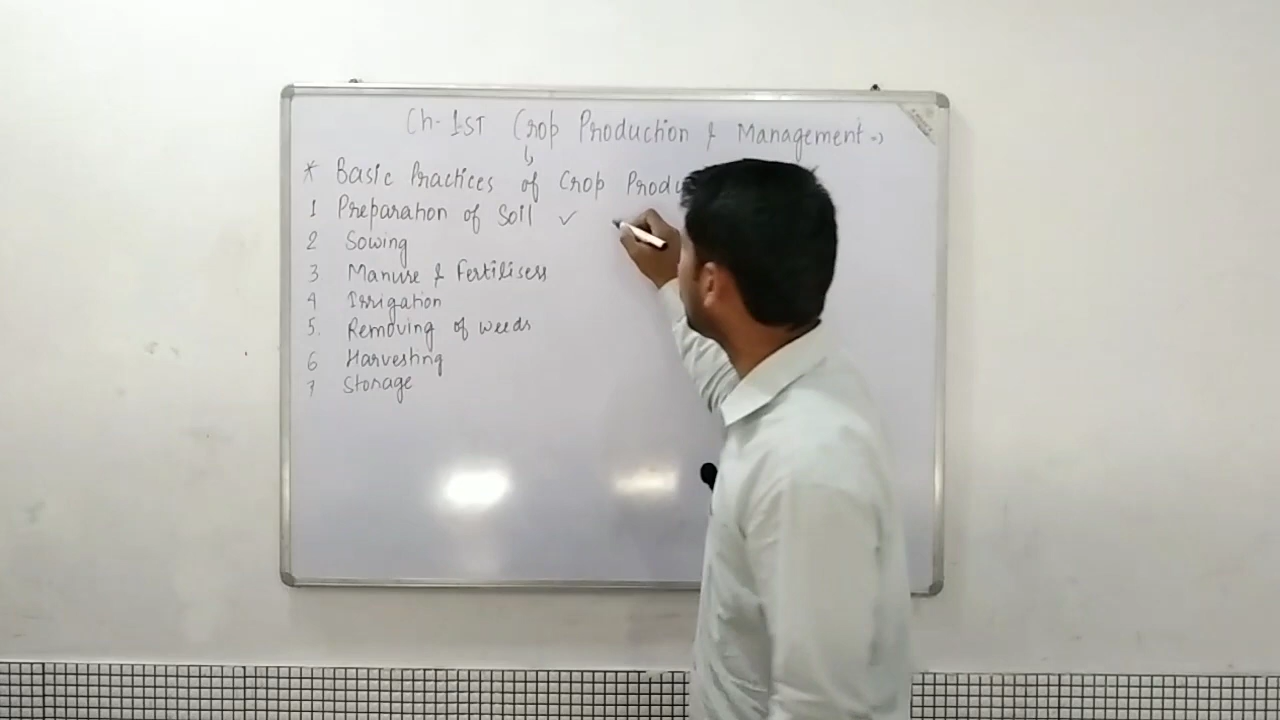 Ch- 1st Crop Production & Management →
* Basic Practices of Crop Produ
1 Preparation of Soil ✓
2 Sowing
3 Manure & Fertilisers
4 Irrigation
5. Removing of weeds
6 Harvesting
7 Storage